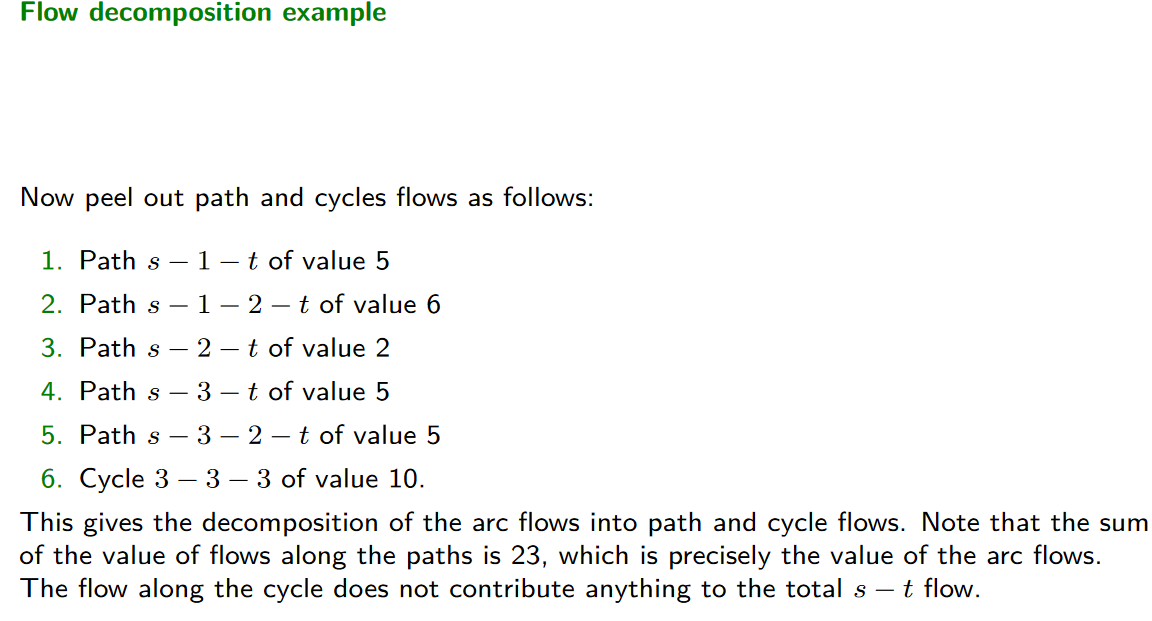 Flow decomposition example
Now peel out path and cycles flows as follows:
1. Path s − 1 − t of value 5
2. Path s − 1 − 2 − t of value 6
3. Path s − 2 − t of value 2
4. Path s − 3 − t of value 5
5. Path s − 3 − 2 − t of value 5
6. Cycle 3 − 3 − 3 of value 10.
This gives the decomposition of the arc flows into path and cycle flows. Note that the sum
of the value of flows along the paths is 23, which is precisely the value of the arc flows.
The flow along the cycle does not contribute anything to the total s − t flow.